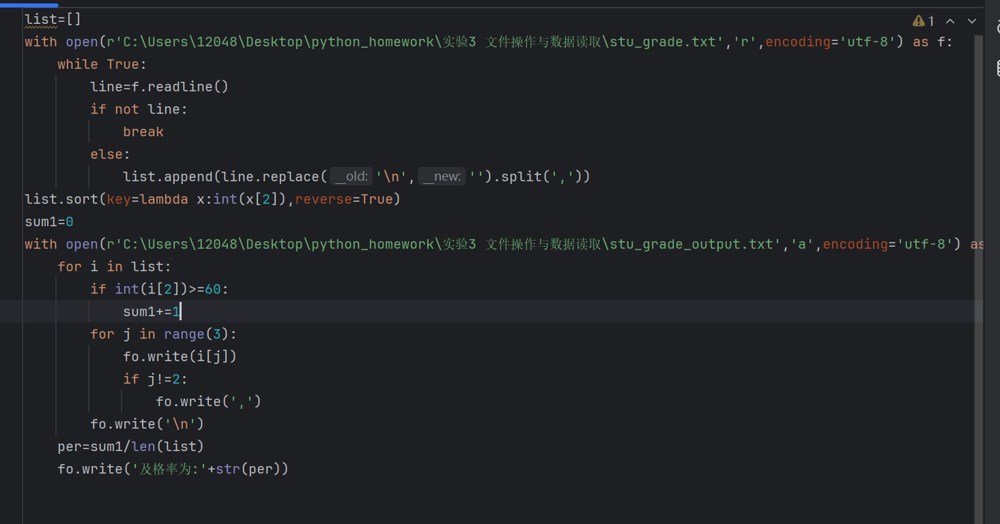 list=[]
1
with open(r'C:\Users\12048\Desktop\python_homework\实验3 文件操作与数据读取\stu_grade.txt','r',encoding='utf-8') as f:
    while True:
        line=f.readline()
        if not line:
            break
        else:
            list.append(line.replace( __old: '\n', __new: '').split(','))
list.sort(key=lambda x:int(x[2]),reverse=True)
sum1=0
with open(r'C:\Users\12048\Desktop\python_homework\实验3 文件操作与数据读取\stu_grade_output.txt','a',encoding='utf-8') as
    for i in list:
        if int(i[2])>=60:
            sum1+=1
        for j in range(3):
            fo.write(i[j])
            if j!=2:
                fo.write(',')
        fo.write('\n')
    per=sum1/len(list)
    fo.write('及格率为:'+str(per))